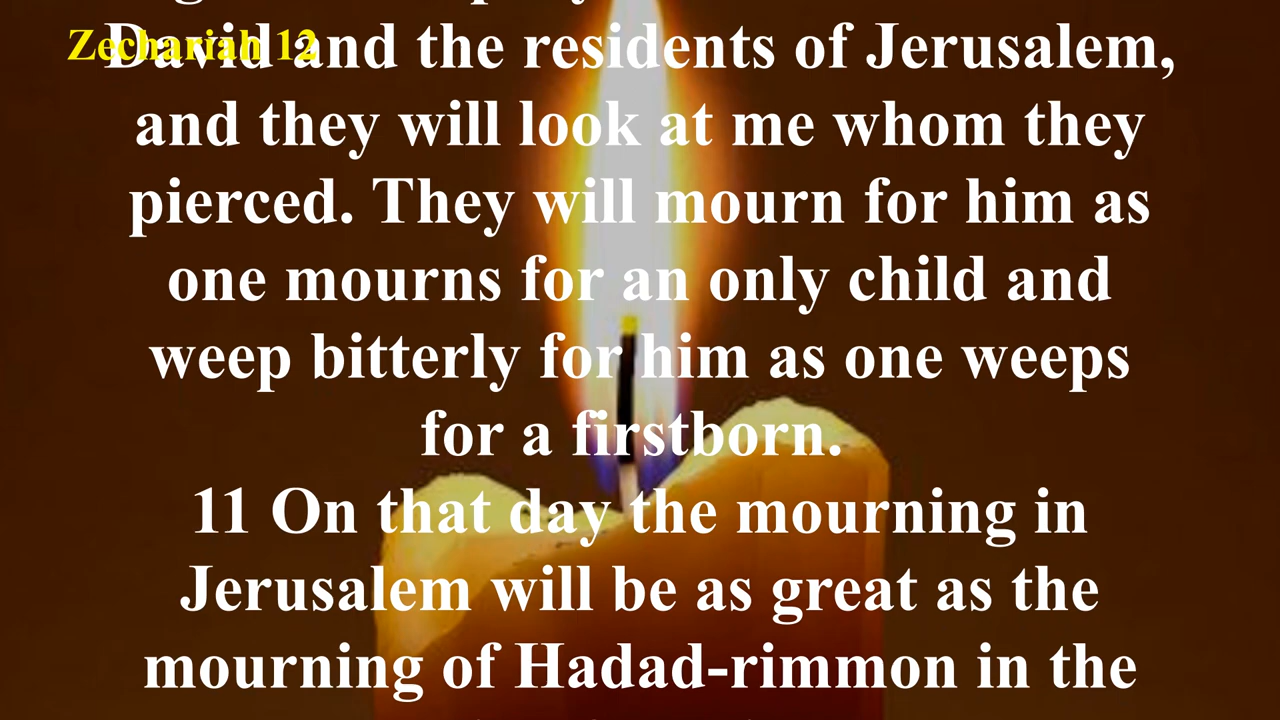 Zechariah 12
David and the residents of Jerusalem,
and they will look at me whom they
pierced. They will mourn for him as
one mourns for an only child and
weep bitterly for him as one weeps
for a firstborn.
11 On that day the mourning in
Jerusalem will be as great as the
mourning of Hadad-rimmon in the